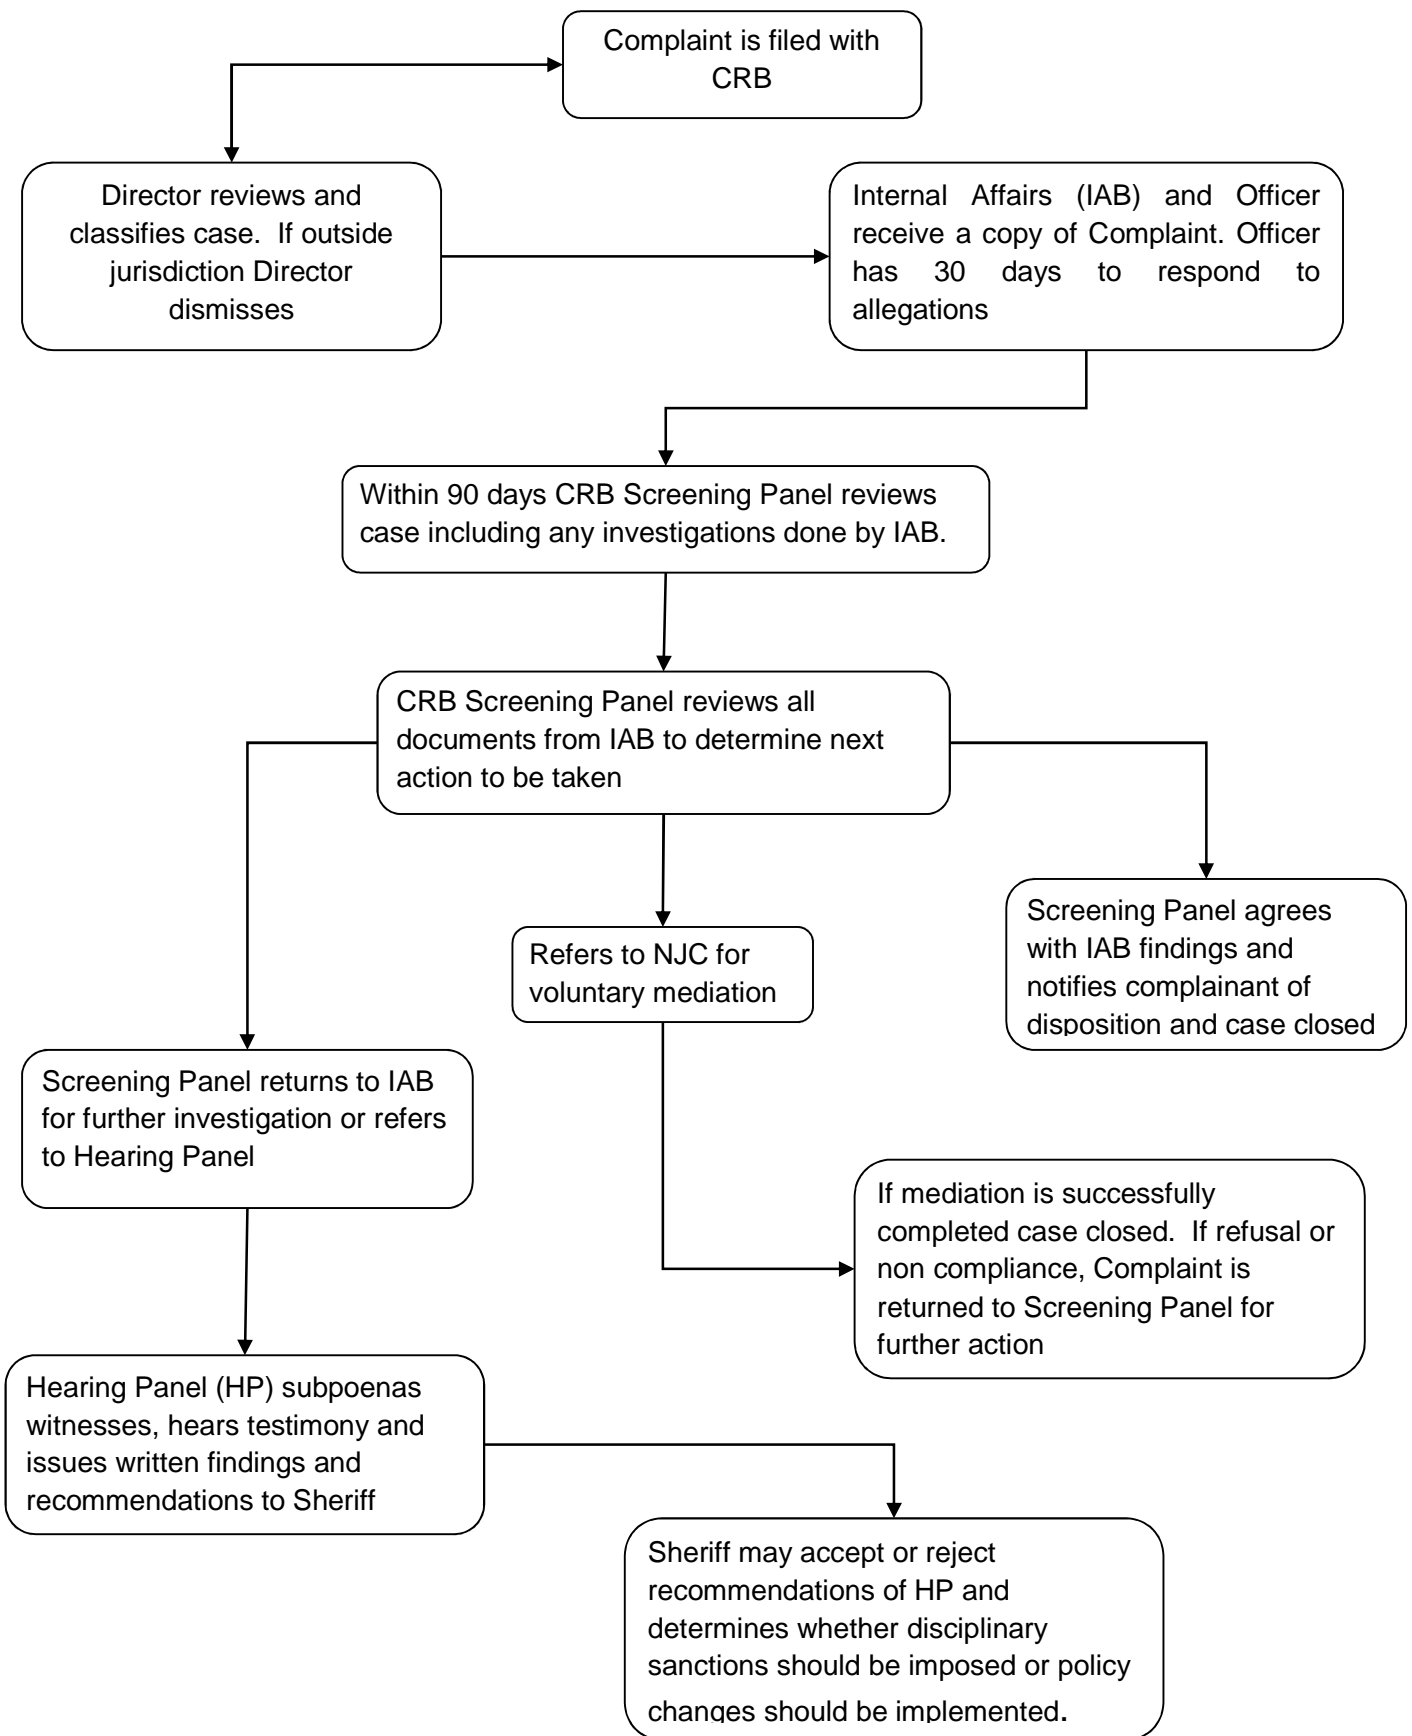 Complaint is filed with
CRB
Director reviews and
classifies case.  If outside
jurisdiction Director
dismisses
Internal Affairs (IAB) and Officer
receive a copy of Complaint. Officer
has 30 days to respond to
allegations
Within 90 days CRB Screening Panel reviews
case including any investigations done by IAB.
CRB Screening Panel reviews all
documents from IAB to determine next
action to be taken
Screening Panel agrees
with IAB findings and
notifies complainant of
disposition and case closed
Refers to NJC for
voluntary mediation
Screening Panel returns to IAB
for further investigation or refers
to Hearing Panel
If mediation is successfully
completed case closed.  If refusal or
non compliance, Complaint is
returned to Screening Panel for
further action
Hearing Panel (HP) subpoenas
witnesses, hears testimony and
issues written findings and
recommendations to Sheriff
Sheriff may accept or reject
recommendations of HP and
determines whether disciplinary
sanctions should be imposed or policy
changes should be implemented.